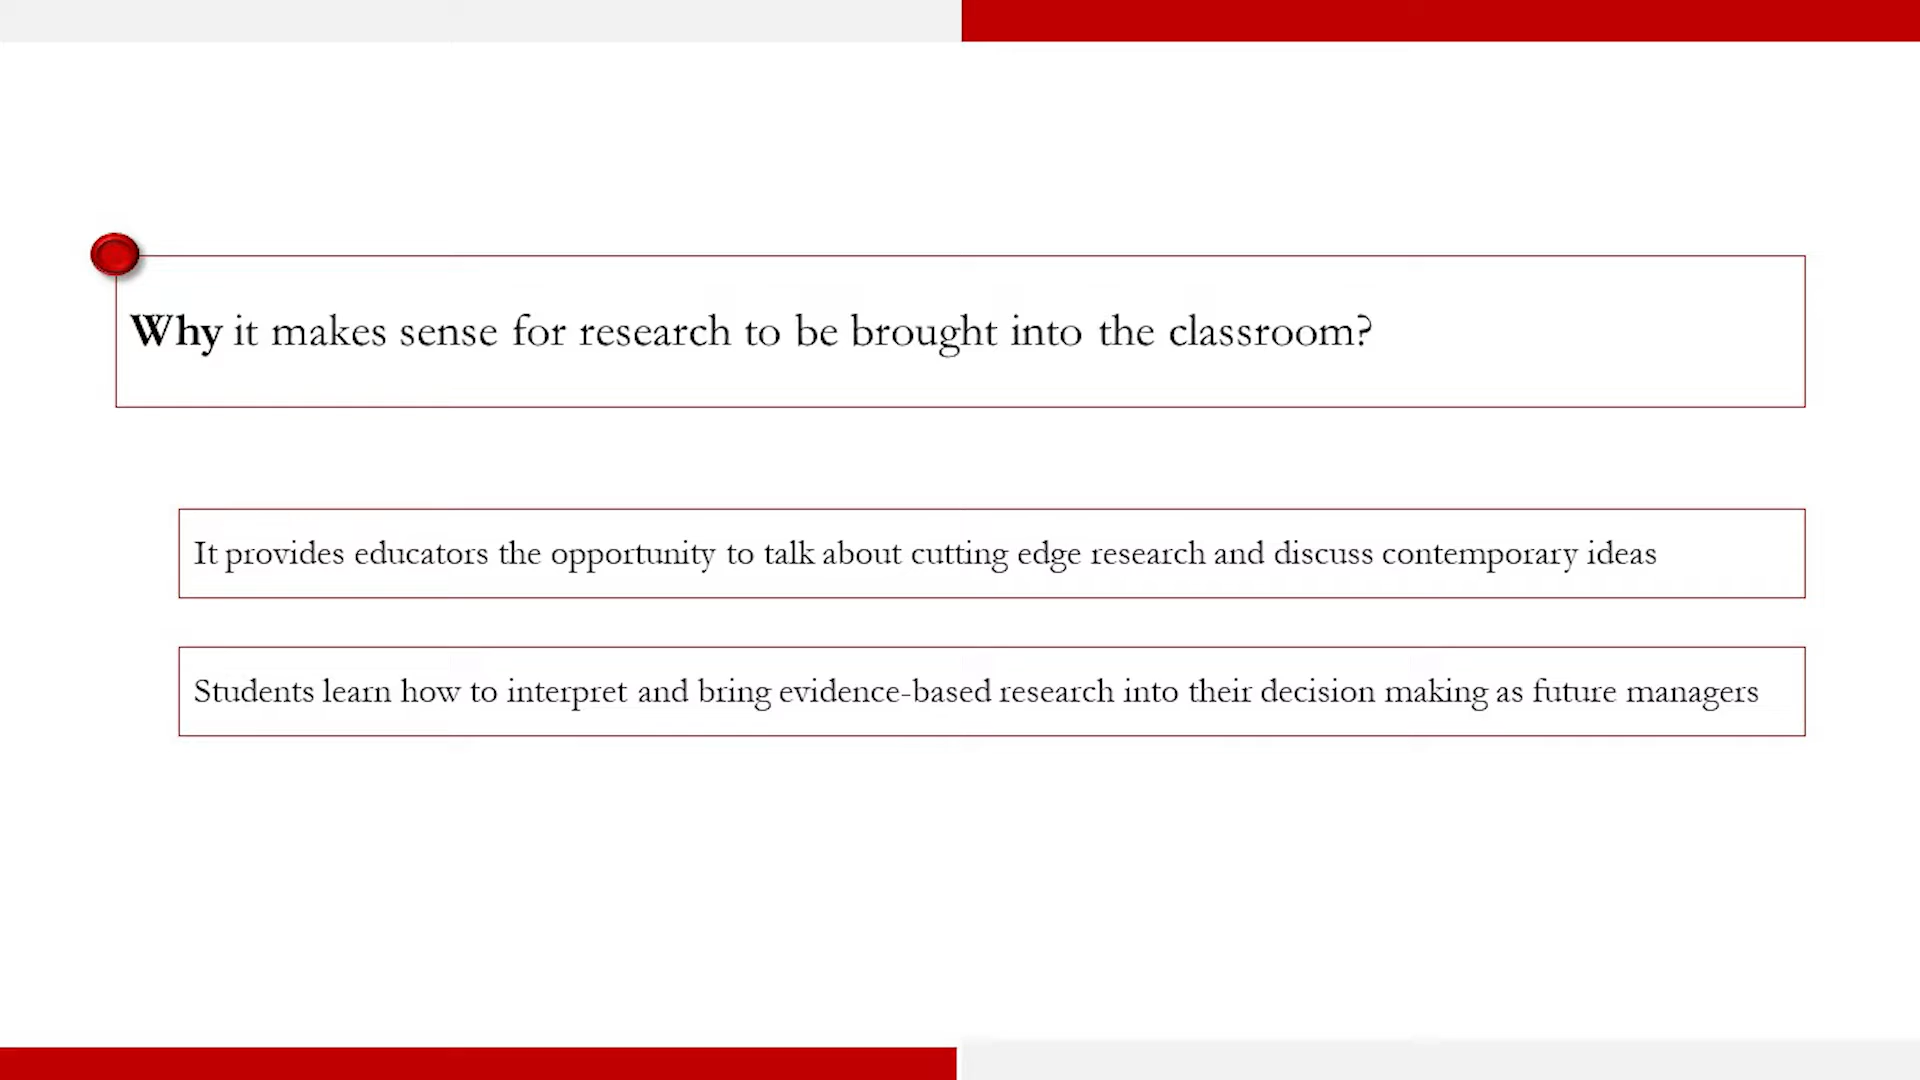 Why it makes sense for research to be brought into the classroom?
It provides educators the opportunity to talk about cutting edge research and discuss contemporary ideas
Students learn how to interpret and bring evidence-based research into their decision making as future managers